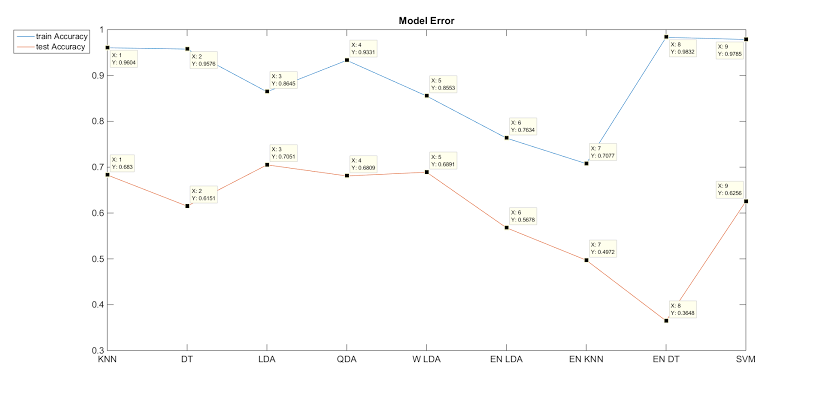 Model Error
train Accuracy
test Accuracy
1
0.9
0.8
0.7
0.6
0.5
0.4
0.3
X: 1
Y: 0.9604
X: 2
Y: 0.9576
X: 3
Y: 0.8645
X: 4
Y: 0.9331
X: 5
Y: 0.8553
X: 6
Y: 0.7634
X: 7
Y: 0.7077
X: 8
Y: 0.9832
X: 9
Y: 0.9785
X: 1
Y: 0.683
X: 2
Y: 0.6151
X: 3
Y: 0.7051
X: 4
Y: 0.6809
X: 5
Y: 0.6891
X: 6
Y: 0.5676
X: 7
Y: 0.4972
X: 8
Y: 0.3648
X: 9
Y: 0.6256
KNN
DT
LDA
QDA
W LDA
EN LDA
EN KNN
EN DT
SVM